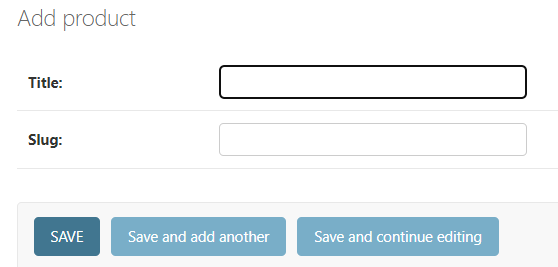 Add product
Title:
Slug:
SAVE Save and add another Save and continue editing